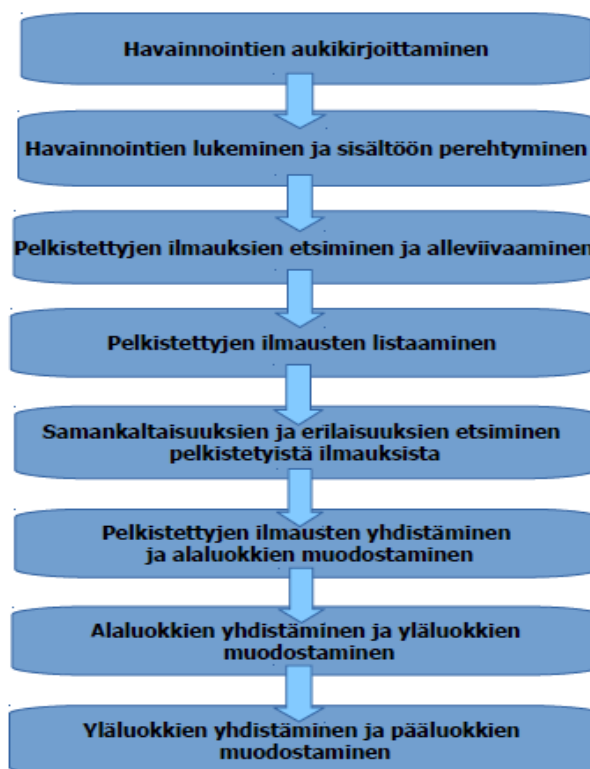 Havainnointien aukikirjoittaminen
Havainnointien lukeminen ja sisältöön perehtyminen
Pelkistettyjen ilmauksien etsiminen ja alleviivaaminen
Pelkistettyjen ilmausten listaaminen
Samankaltaisuuksien ja erilaisuuksien etsiminen
pelkistetyistä ilmauksista
Pelkistettyjen ilmausten yhdistäminen
ja alaluokkien muodostaminen
Alaluokkien yhdistäminen ja yläluokkien
muodostaminen
Yläluokkien yhdistäminen ja pääluokkien
muodostaminen